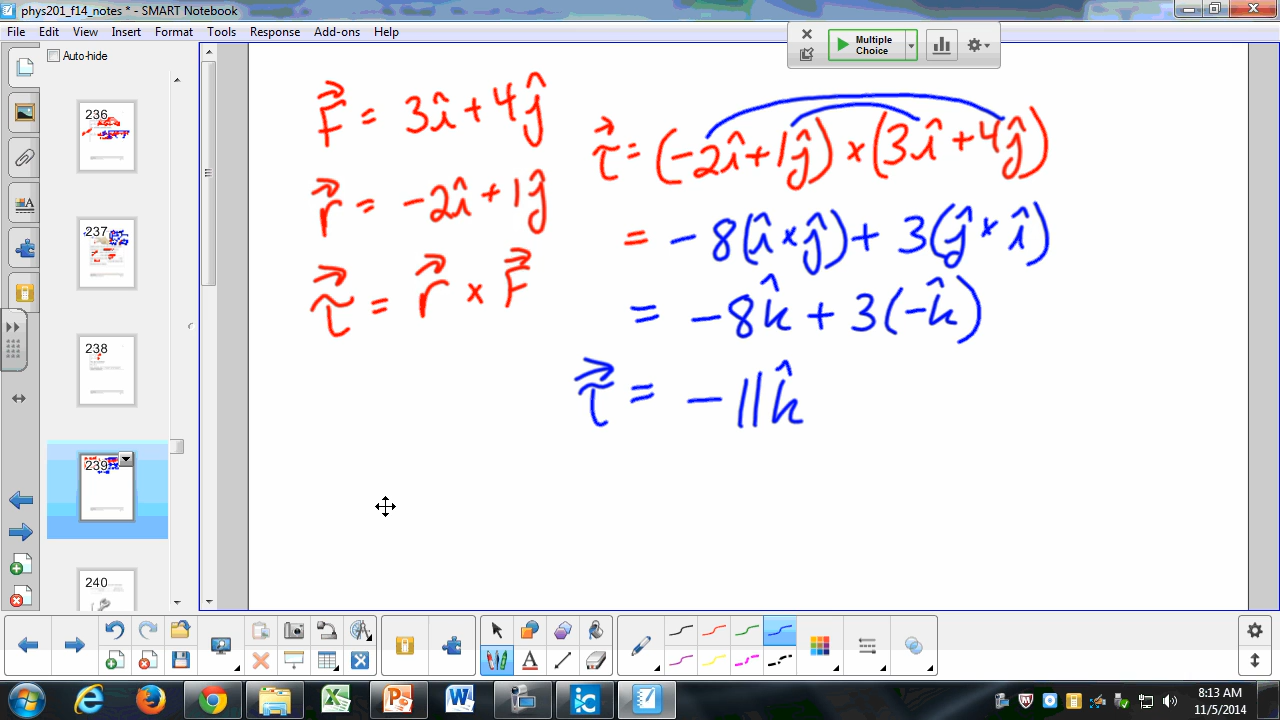 phys201_f14_notes * - SMART Notebook
File Edit View Insert Format Tools Response Add-ons Help
Multiple Choice
Auto-hide
236
237
238
239
240
F⃗ = 3î + 4ĵ
r⃗ = -2î + 1ĵ
τ⃗ = r⃗ × F⃗
τ⃗ = (-2î + 1ĵ) × (3î + 4ĵ)
= -8(î × ĵ) + 3(ĵ × î)
= -8k̂ + 3(-k̂)
τ⃗ = -11k̂
8:13 AM
11/5/2014